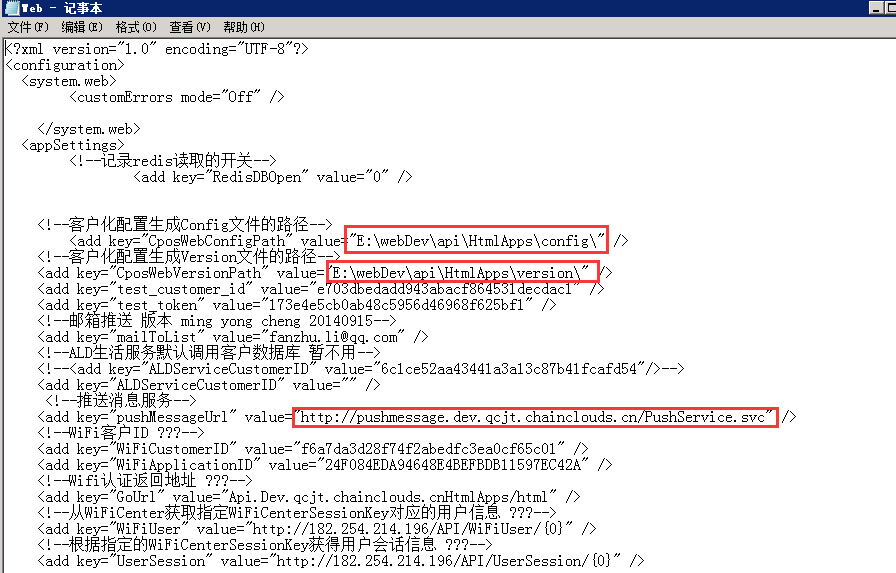 Web - 记事本
文件(F) 编辑(E) 格式(O) 查看(V) 帮助(H)
<?xml version="1.0" encoding="UTF-8"?>
<configuration>
<system.web>
<customErrors mode="Off" />
</system.web>
<appSettings>
<!--记录redis读取的开关-->
<add key="RedisDBOpen" value="0" />
<!--客户化配置生成Config文件的路径-->
<add key="CposWebConfigPath" value="E:\webDev\api\HtmlApps\config\" />
<!--客户化配置生成Version文件的路径-->
<add key="CposWebVersionPath" value="E:\webDev\api\HtmlApps\version\" />
<add key="test_customer_id" value="e703dbedadd943abacf864531decdac1" />
<add key="test_token" value="173e4e5cb0ab48c5956d46968f625bf1" />
<!--邮箱推送 版本 ming yong cheng 20140915-->
<add key="mailToList" value="fanzhu.li@qq.com" />
<!--ALD生活服务默认调用客户数据库 暂不用-->
<!--<add key="ALDServiceCustomerID" value="6c1ce52aa43441a3a13c87b41fcafd54"/>-->
<add key="ALDServiceCustomerID" value="" />
<!--推送消息服务-->
<add key="pushMessageUrl" value="http://pushmessage.dev.qcjt.chainclouds.cn/PushService.svc" />
<!--WiFi客户ID ???-->
<add key="WiFiCustomerID" value="f6a7da3d28f74f2abedfc3ea0cf65c01" />
<add key="WiFiApplicationID" value="24F084EDA94648E4BEFBDB11597EC42A" />
<!--Wifi认证返回地址 ???-->
<add key="GoUrl" value="Api.Dev.qcjt.chainclouds.cnHtmlApps/html" />
<!--从WiFiCenter获取指定WiFiCenterSessionKey对应的用户信息 ???-->
<add key="WiFiUser" value="http://182.254.214.196/API/WiFiUser/{0}" />
<!--根据指定的WiFiCenterSessionKey获得用户会话信息 ???-->
<add key="UserSession" value="http://182.254.214.196/API/UserSession/{0}" />